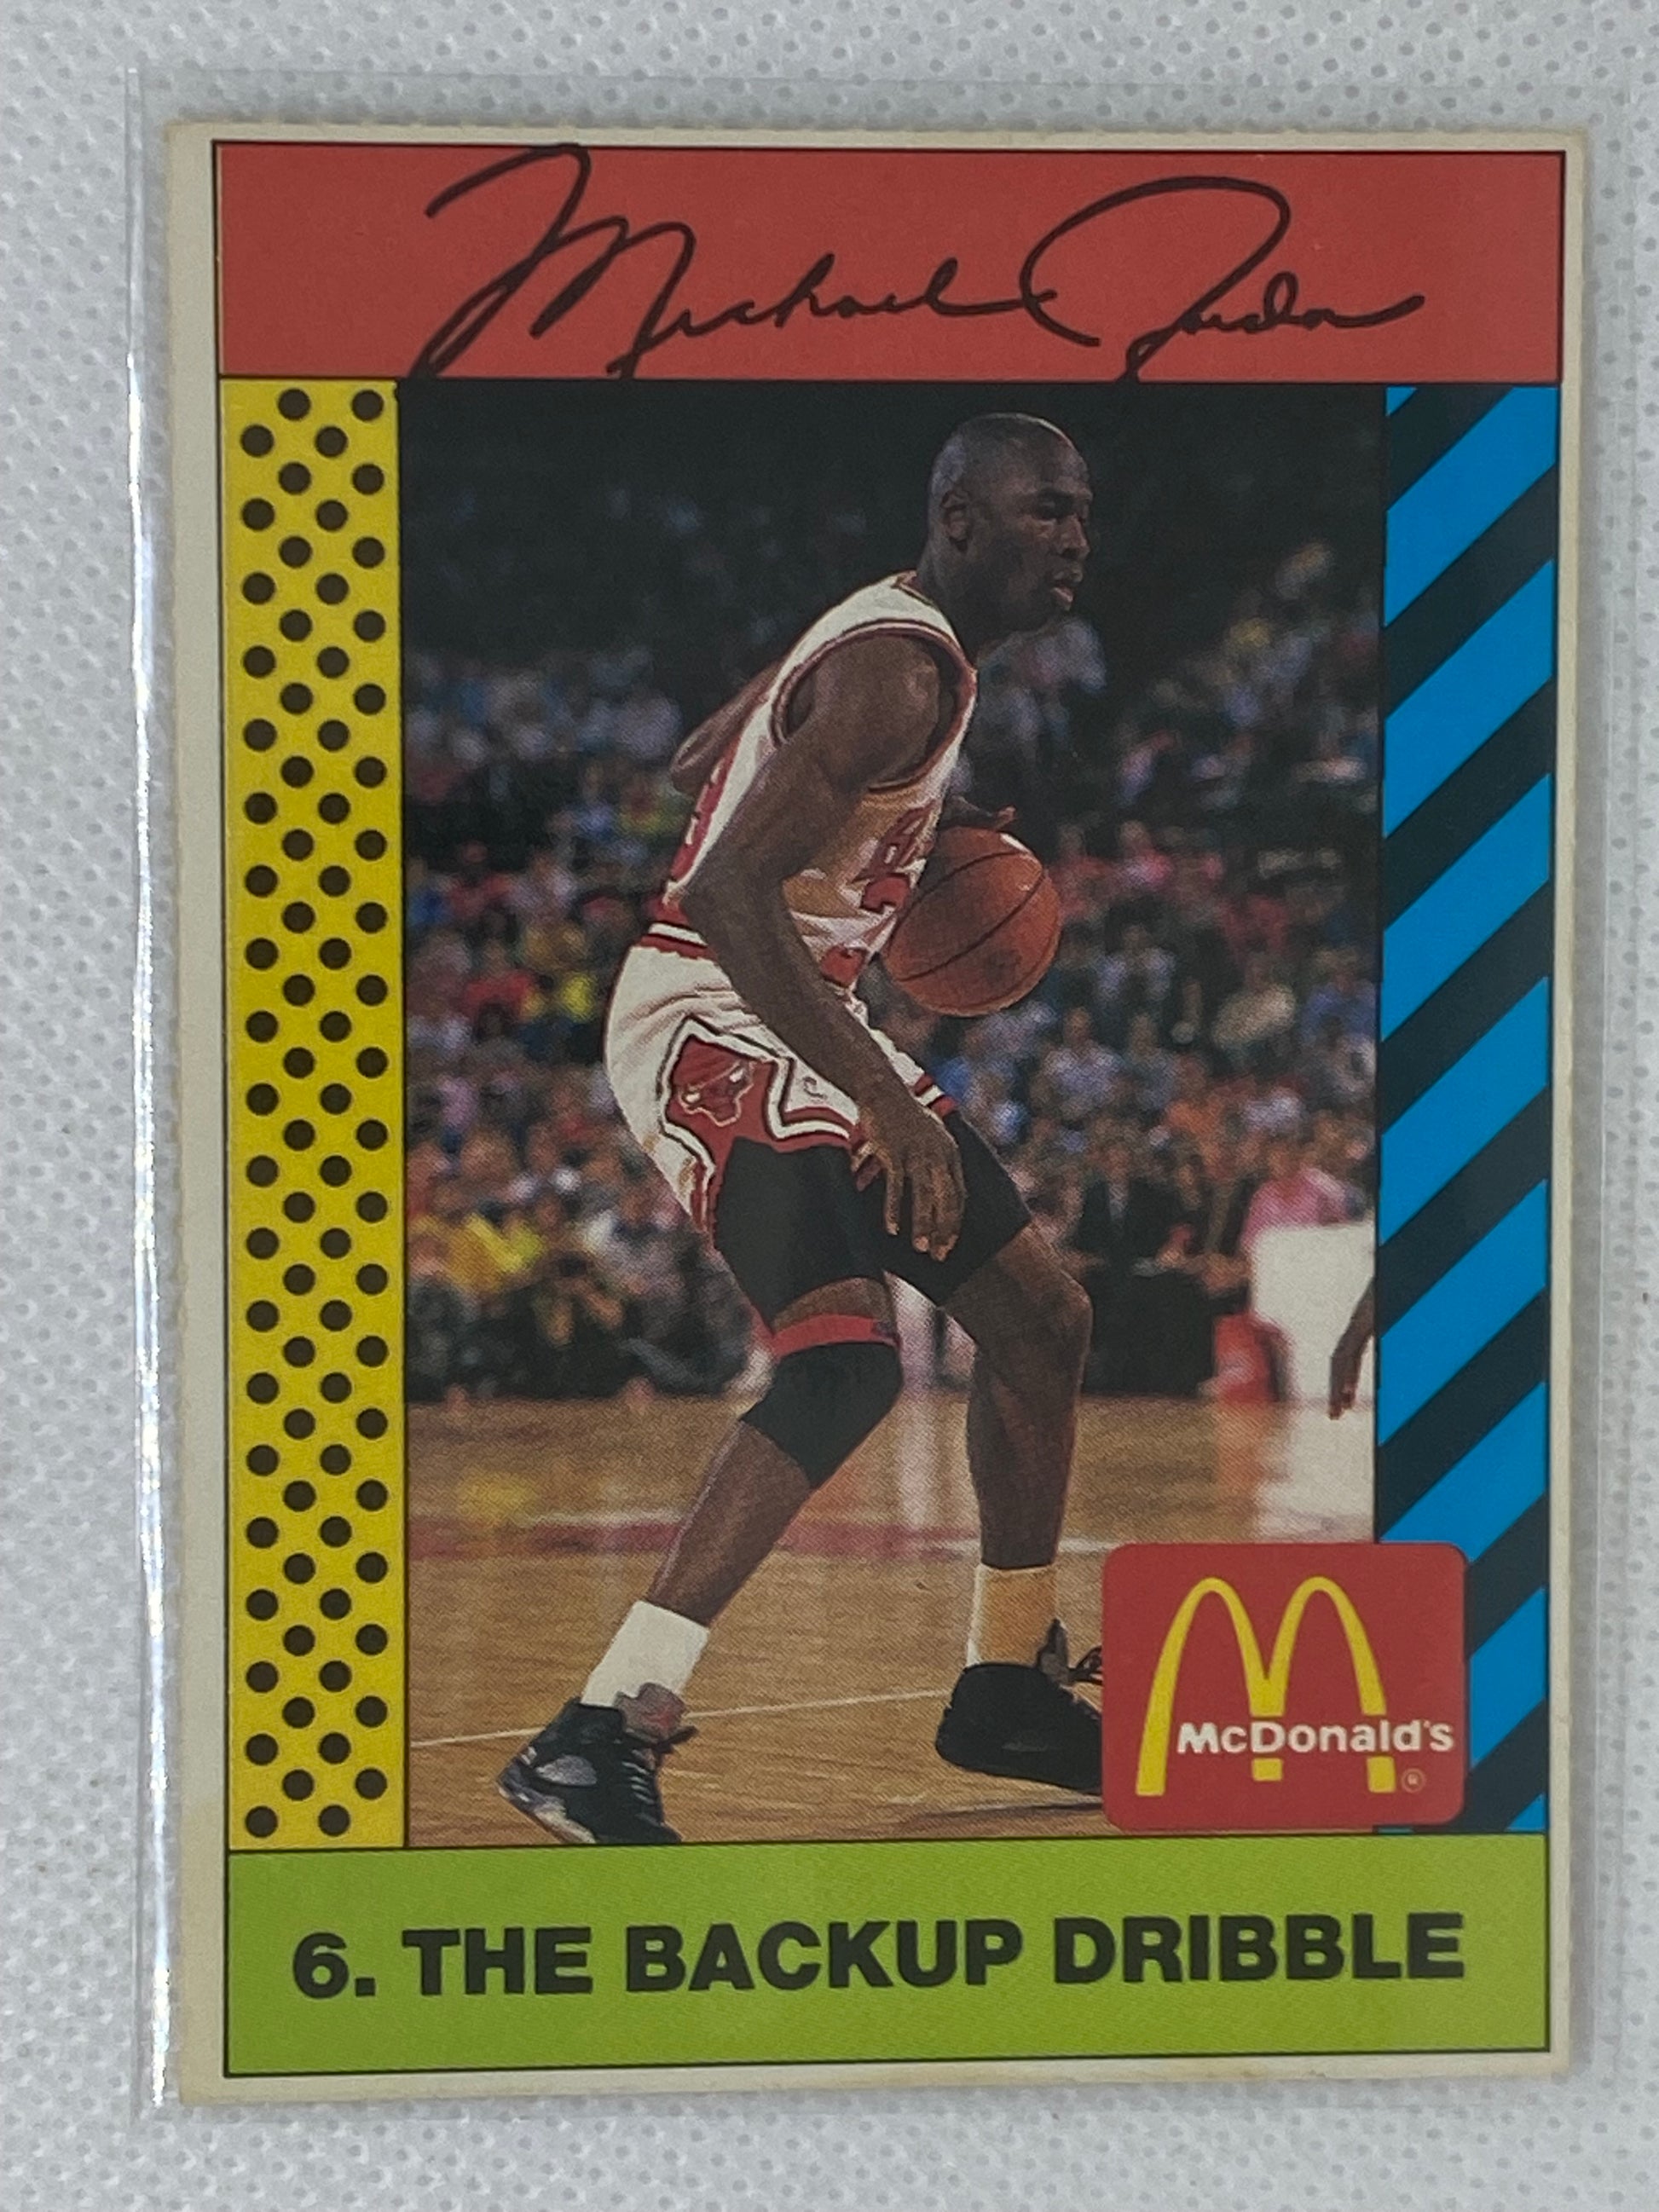 Michael Jordan
McDonald's
®
6. THE BACKUP DRIBBLE